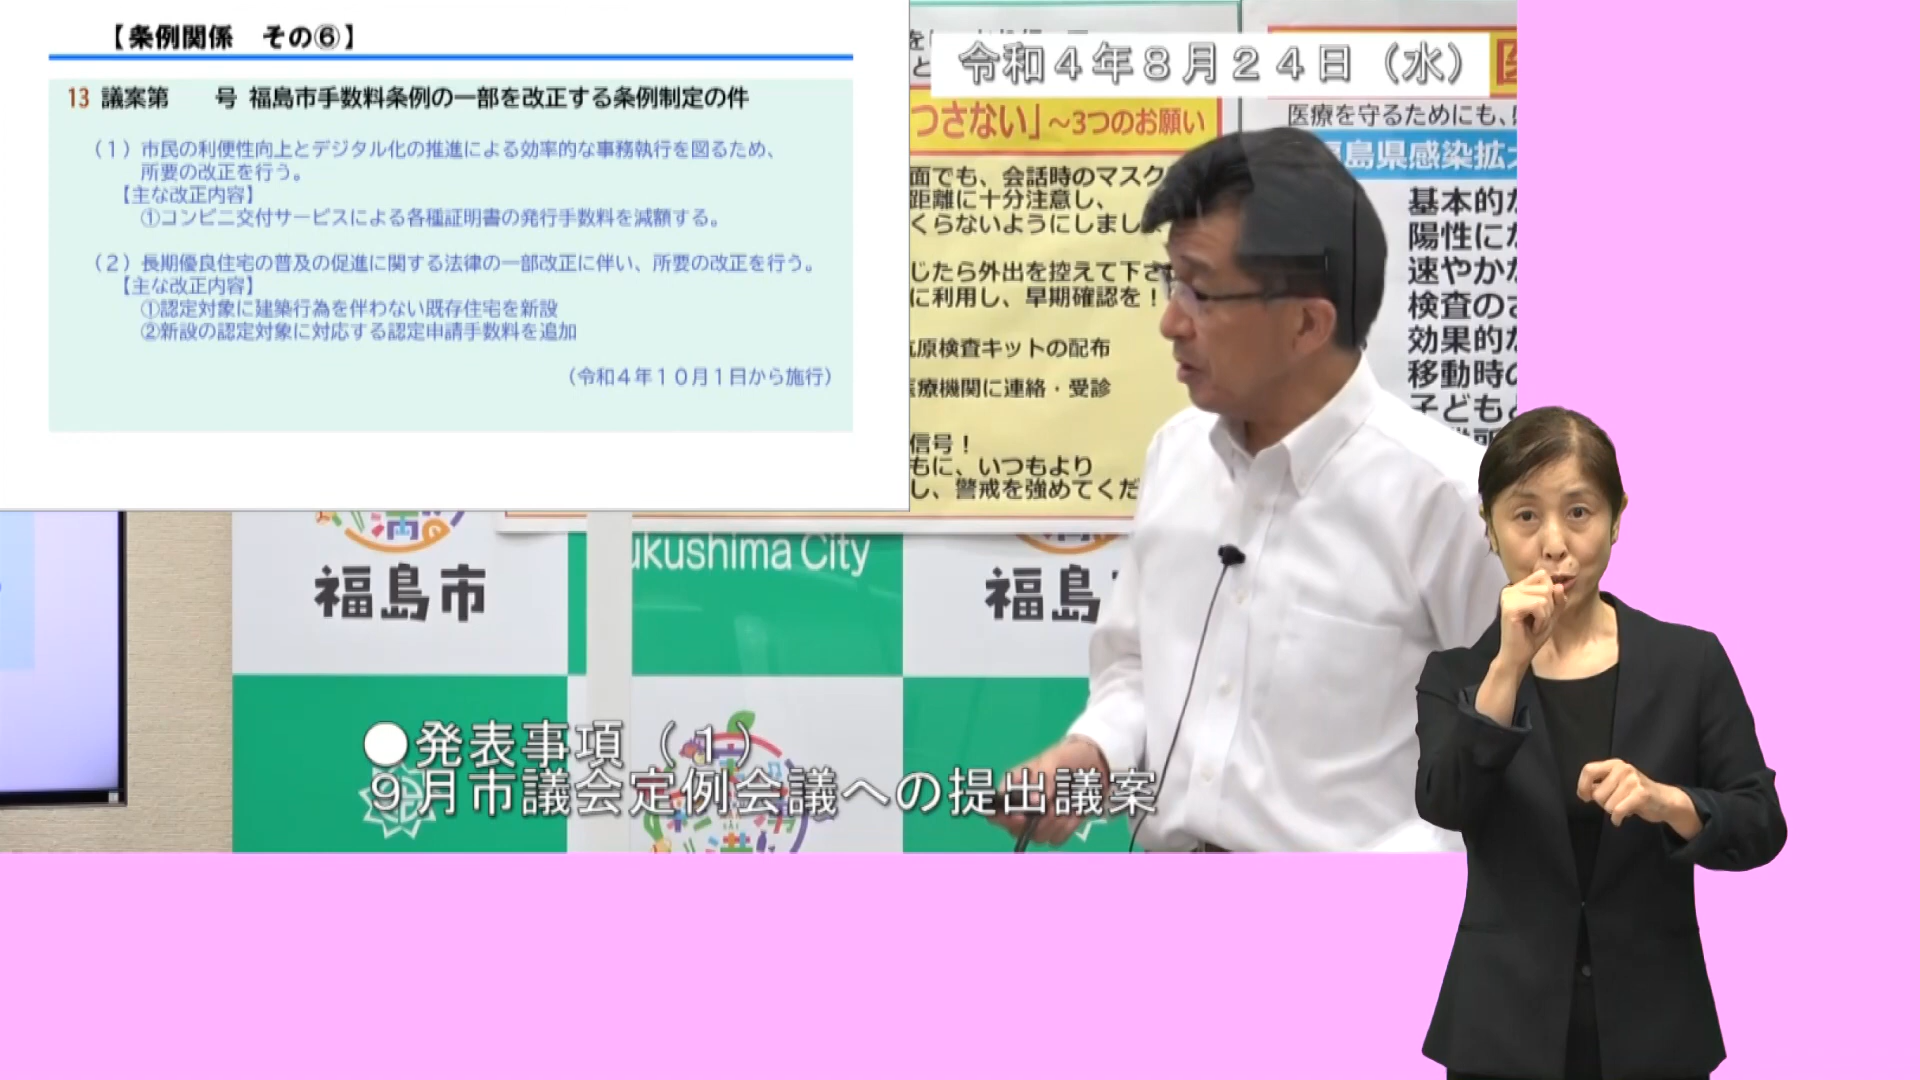 【条例関係 その⑥】
13 議案第 号 福島市手数料条例の一部を改正する条例制定の件
（１）市民の利便性向上とデジタル化の推進による効率的な事務執行を図るため、
所要の改正を行う。
【主な改正内容】
①コンビニ交付サービスによる各種証明書の発行手数料を減額する。
（２）長期優良住宅の普及の促進に関する法律の一部改正に伴い、所要の改正を行う。
【主な改正内容】
①認定対象に建築行為を伴わない既存住宅を新設
②新設の認定対象に対応する認定申請手数料を追加
（令和４年１０月１日から施行）
令和４年８月２４日（水）
つさない」～3つのお願い
面でも、会話時のマスク
距離に十分注意し、
くらないようにしましょ
じたら外出を控えて下さ
に利用し、早期確認を！
原検査キットの配布
医療機関に連絡・受診
信号！
もに、いつもより
し、警戒を強めてくだ
医療を守るためにも、
島県感染拡大
基本的な
陽性にな
速やかな
検査の
効果的な
移動時の
子どもと
福島市
ukushima City
福島
●発表事項（１）
９月市議会定例会議への提出議案